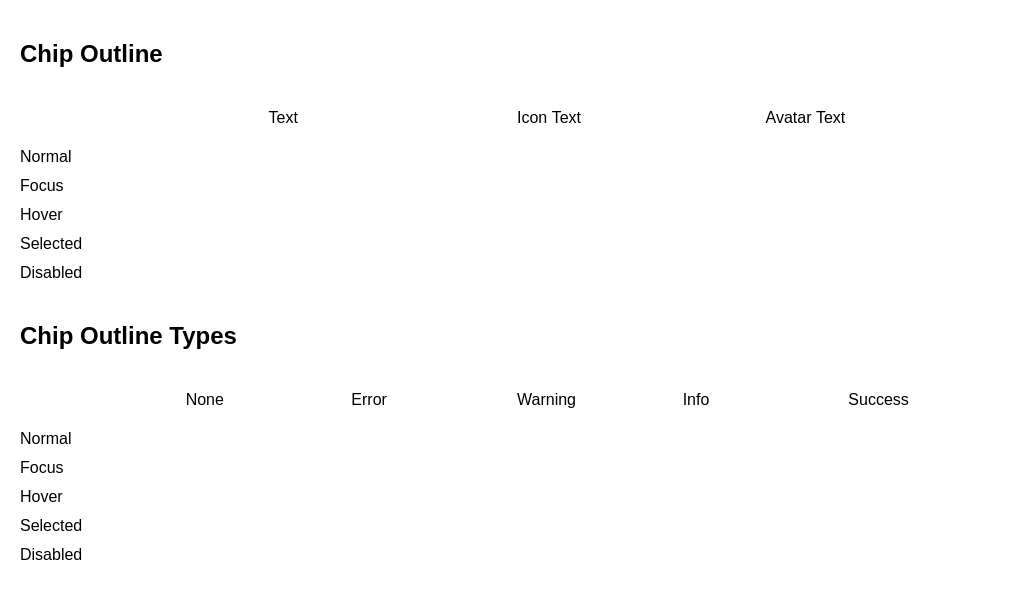 Chip Outline
Text Icon Text Avatar Text
Normal
Focus
Hover
Selected
Disabled
Chip Outline Types
None Error Warning Info Success
Normal
Focus
Hover
Selected
Disabled